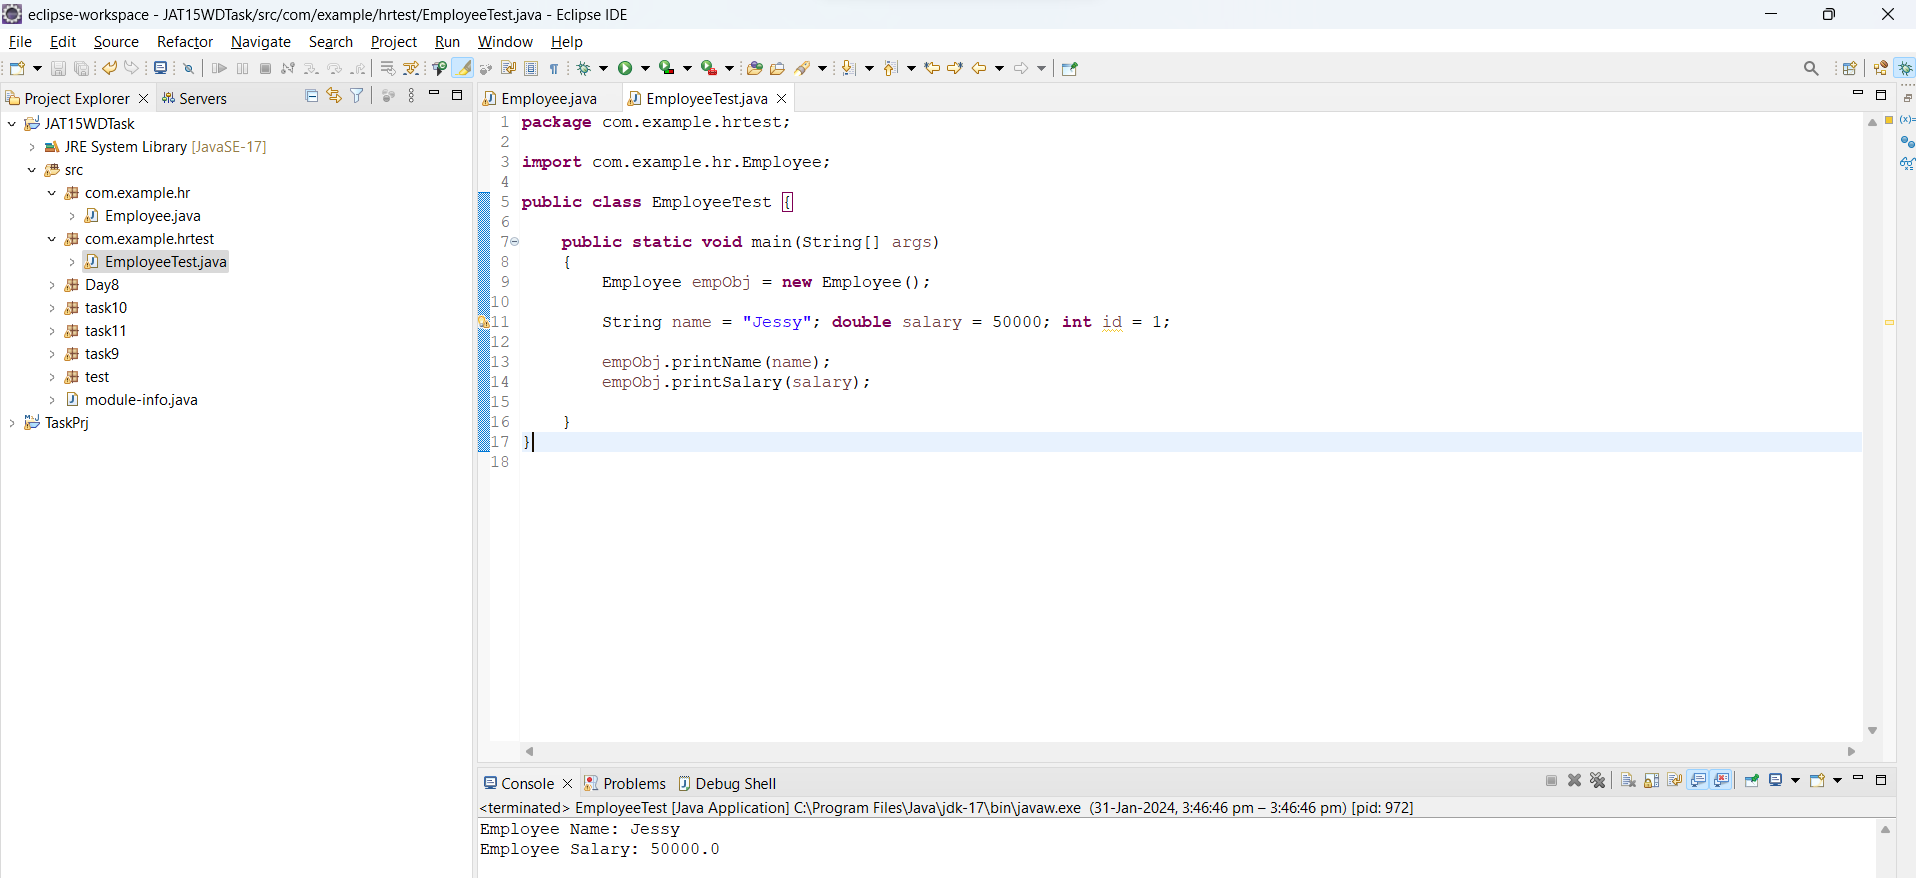 eclipse-workspace - JAT15WDTask/src/com/example/hrtest/EmployeeTest.java - Eclipse IDE
File Edit Source Refactor Navigate Search Project Run Window Help
Project Explorer Servers
JAT15WDTask
JRE System Library [JavaSE-17]
src
com.example.hr
Employee.java
com.example.hrtest
EmployeeTest.java
Day8
task10
task11
task9
test
module-info.java
TaskPrj
Employee.java EmployeeTest.java
1 package com.example.hrtest;
2
3 import com.example.hr.Employee;
4
5 public class EmployeeTest {
6
7 public static void main(String[] args)
8 {
9 Employee empObj = new Employee();
10
11 String name = "Jessy"; double salary = 50000; int id = 1;
12
13 empObj.printName(name);
14 empObj.printSalary(salary);
15
16 }
17 }
18
Console Problems Debug Shell
<terminated> EmployeeTest [Java Application] C:\Program Files\Java\jdk-17\bin\javaw.exe (31-Jan-2024, 3:46:46 pm – 3:46:46 pm) [pid: 972]
Employee Name: Jessy
Employee Salary: 50000.0